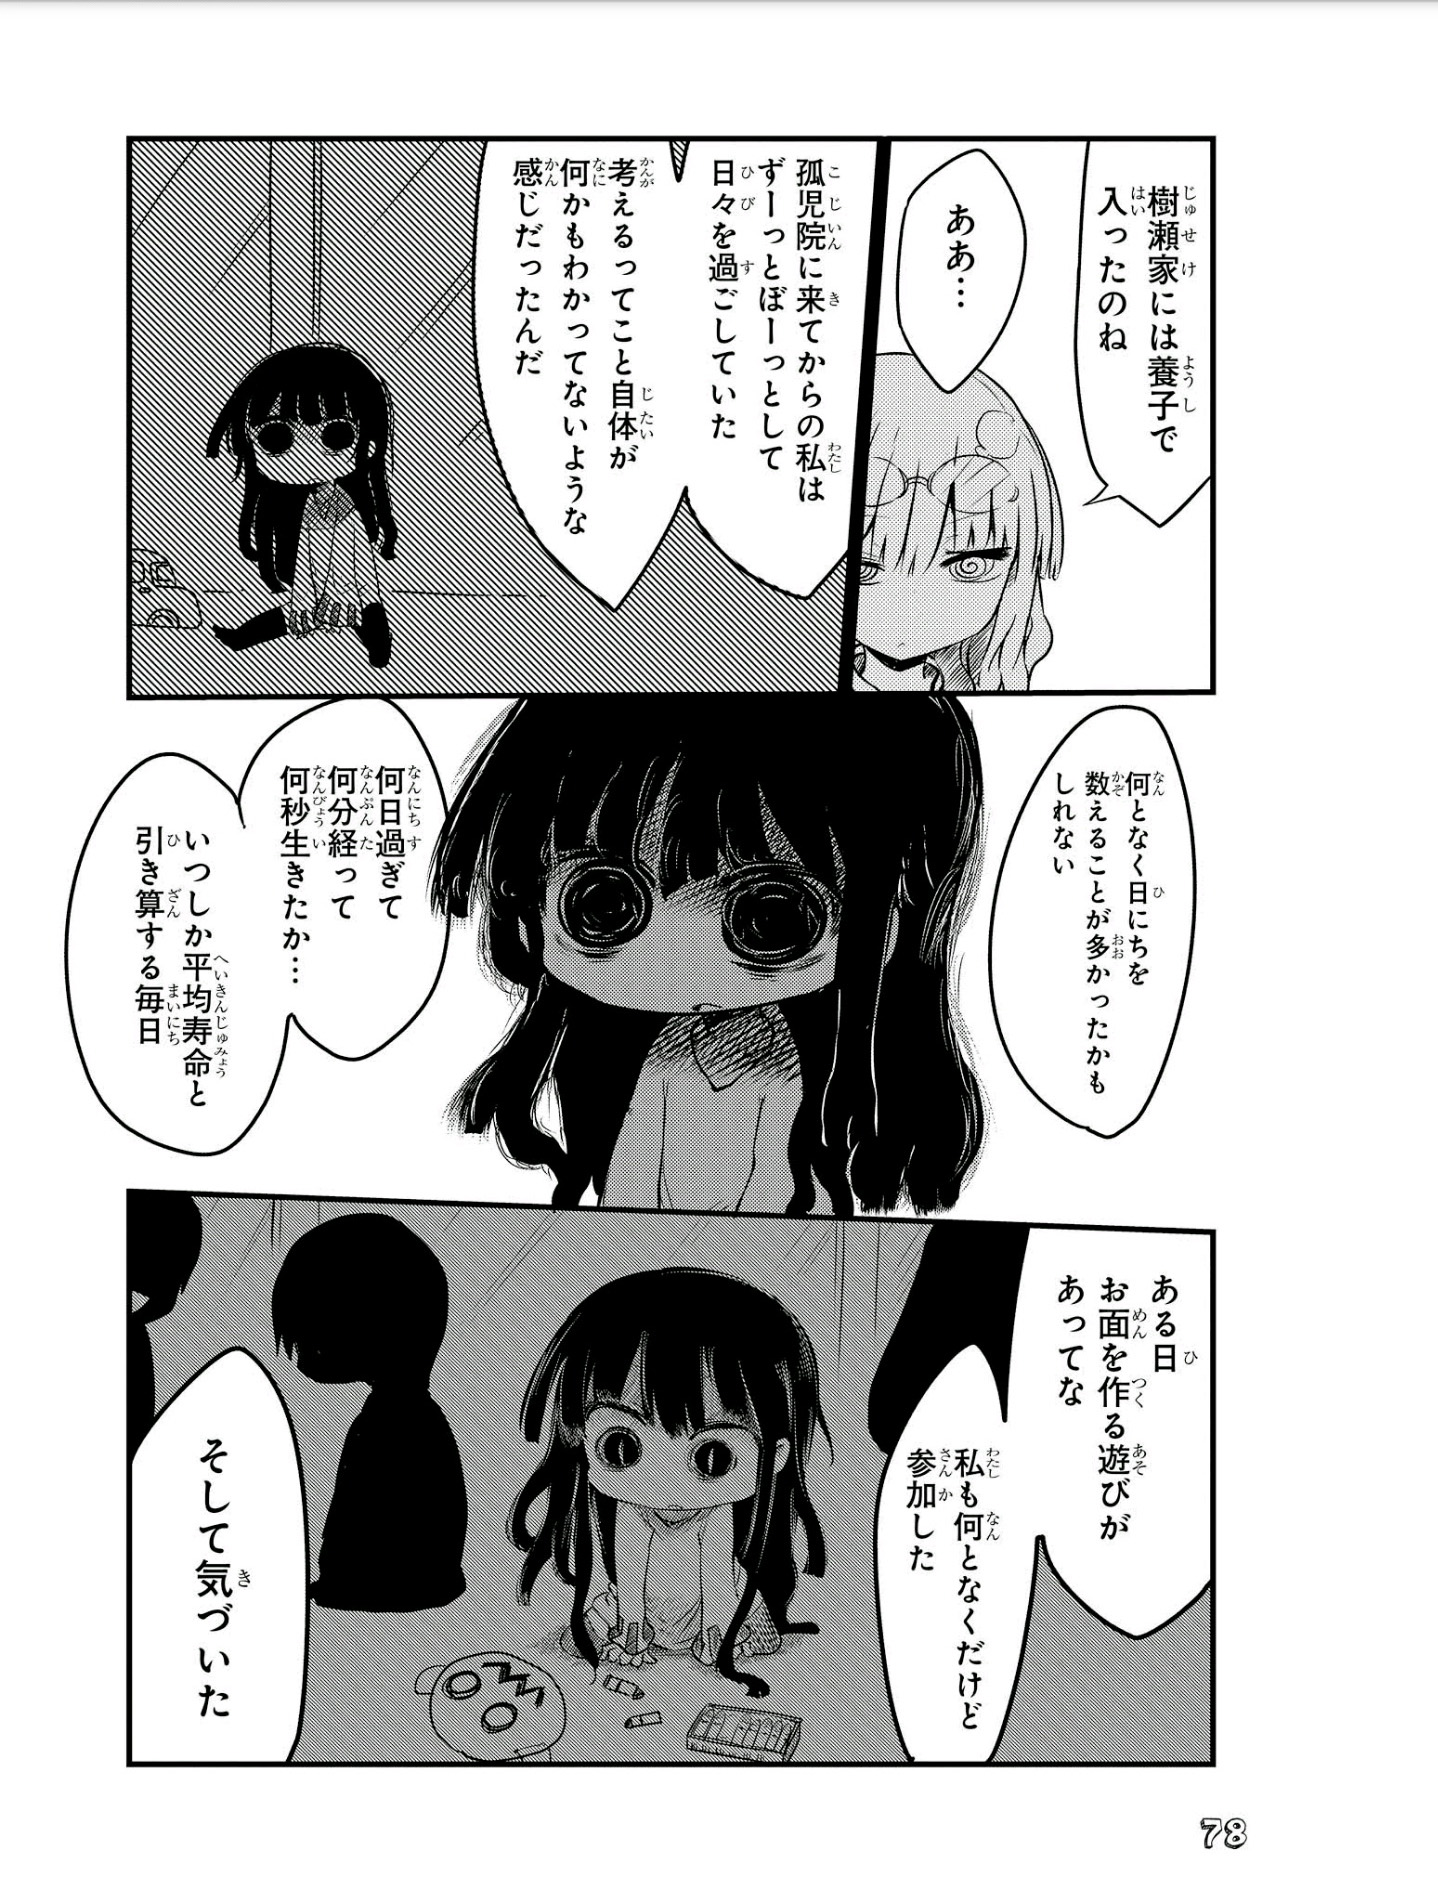 樹瀬家には養子で
入ったのね
ああ…
孤児院に来てからの私は
ずーっとぼーっとして
日々を過ごしていた
考えるってこと自体が
何かもわかってないような
感じだったんだ
何となく日にちを
数えることが多かったかも
しれない
何日過ぎて
何分経って
何秒生きたか…
いつしか平均寿命と
引き算する毎日
ある日
お面を作る遊びが
あってな
私も何となくだけど
参加した
そして気づいた
78